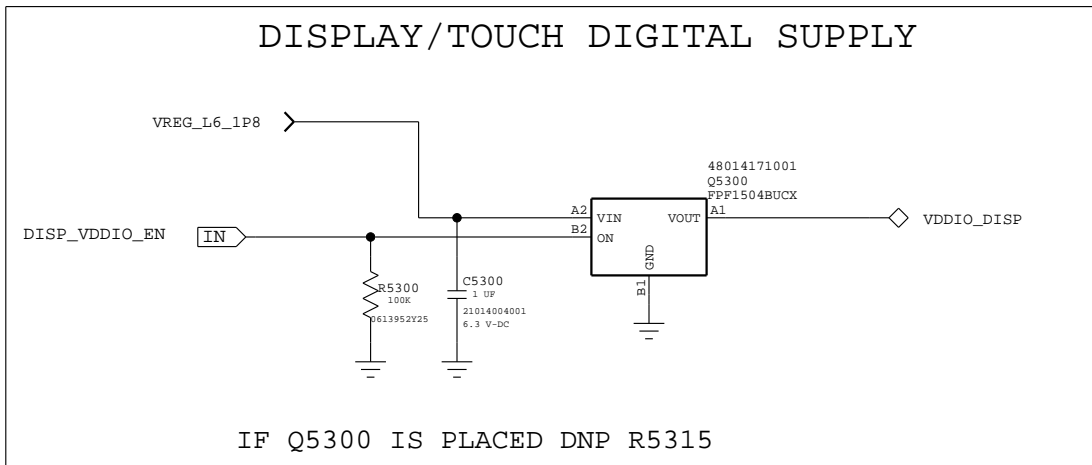 DISPLAY/TOUCH DIGITAL SUPPLY
VREG_L6_1P8
48014171001
Q5300
FPF1504BUCX
A2
VIN
VOUT
A1
VDDIO_DISP
DISP_VDDIO_EN
IN
B2
ON
GND
B1
R5300
100K
0613952Y25
C5300
1 UF
21014004001
6.3 V-DC
IF Q5300 IS PLACED DNP R5315